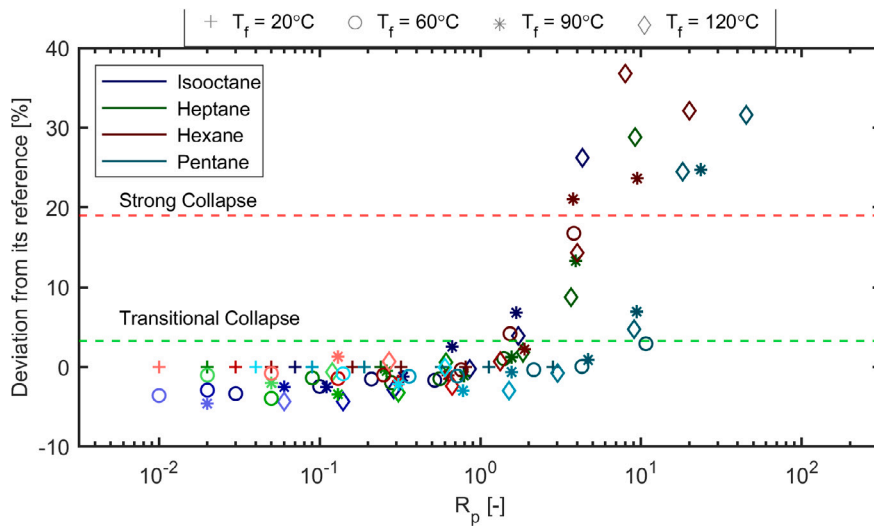 T_f = 20°C T_f = 60°C T_f = 90°C T_f = 120°C
40
30
20
10
0
-10
Deviation from its reference [%]
Isooctane
Heptane
Hexane
Pentane
Strong Collapse
Transitional Collapse
10^-2 10^-1 10^0 10^1 10^2
R_p [-]